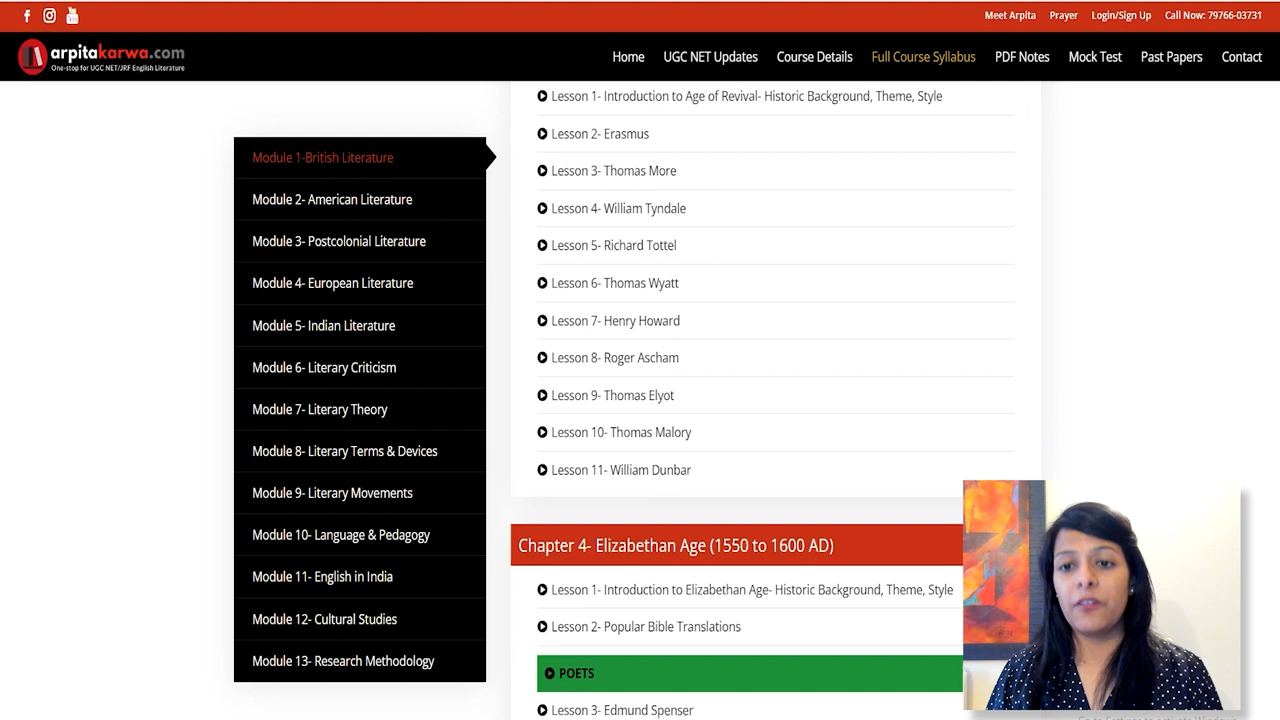 Meet Arpita Prayer Login/Sign Up Call Now: 79766-03731
arpitakarwa.com
One-stop for UGC NET/JRF English Literature
Home UGC NET Updates Course Details Full Course Syllabus PDF Notes Mock Test Past Papers Contact
Module 1-British Literature
Module 2- American Literature
Module 3- Postcolonial Literature
Module 4- European Literature
Module 5- Indian Literature
Module 6- Literary Criticism
Module 7- Literary Theory
Module 8- Literary Terms & Devices
Module 9- Literary Movements
Module 10- Language & Pedagogy
Module 11- English in India
Module 12- Cultural Studies
Module 13- Research Methodology
Lesson 1- Introduction to Age of Revival- Historic Background, Theme, Style
Lesson 2- Erasmus
Lesson 3- Thomas More
Lesson 4- William Tyndale
Lesson 5- Richard Tottel
Lesson 6- Thomas Wyatt
Lesson 7- Henry Howard
Lesson 8- Roger Ascham
Lesson 9- Thomas Elyot
Lesson 10- Thomas Malory
Lesson 11- William Dunbar
Chapter 4- Elizabethan Age (1550 to 1600 AD)
Lesson 1- Introduction to Elizabethan Age- Historic Background, Theme, Style
Lesson 2- Popular Bible Translations
POETS
Lesson 3- Edmund Spenser